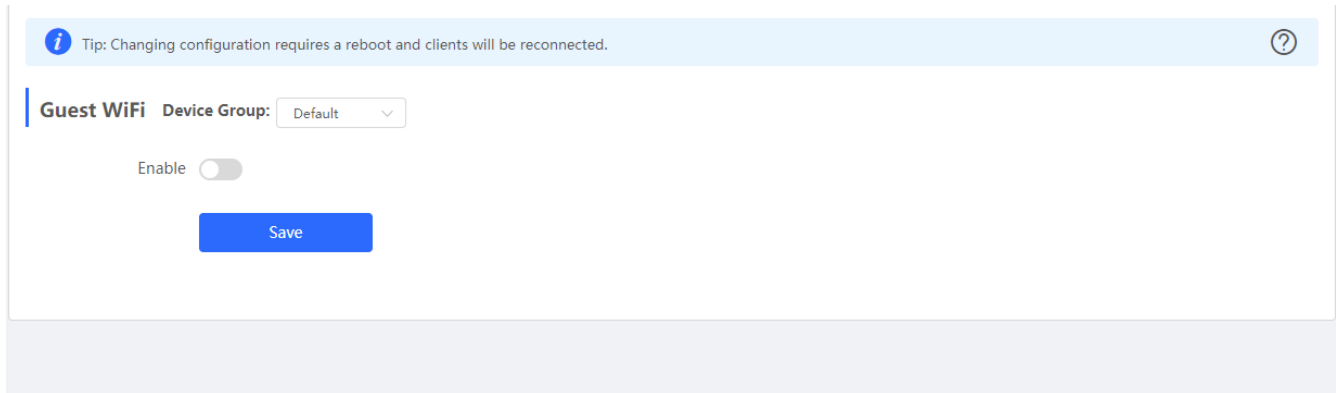 Tip: Changing configuration requires a reboot and clients will be reconnected.
Guest WiFi Device Group: Default
Enable
Save